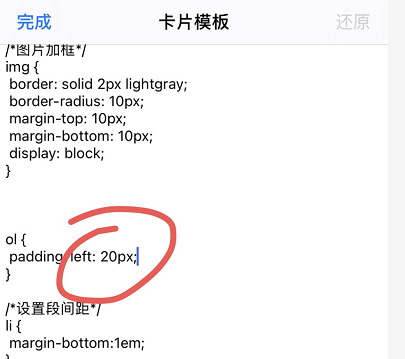 完成 卡片模板 还原
/*图片加框*/
img {
border: solid 2px lightgray;
border-radius: 10px;
margin-top: 10px;
margin-bottom: 10px;
display: block;
}
ol {
padding-left: 20px;
}
/*设置段间距*/
li {
margin-bottom:1em;